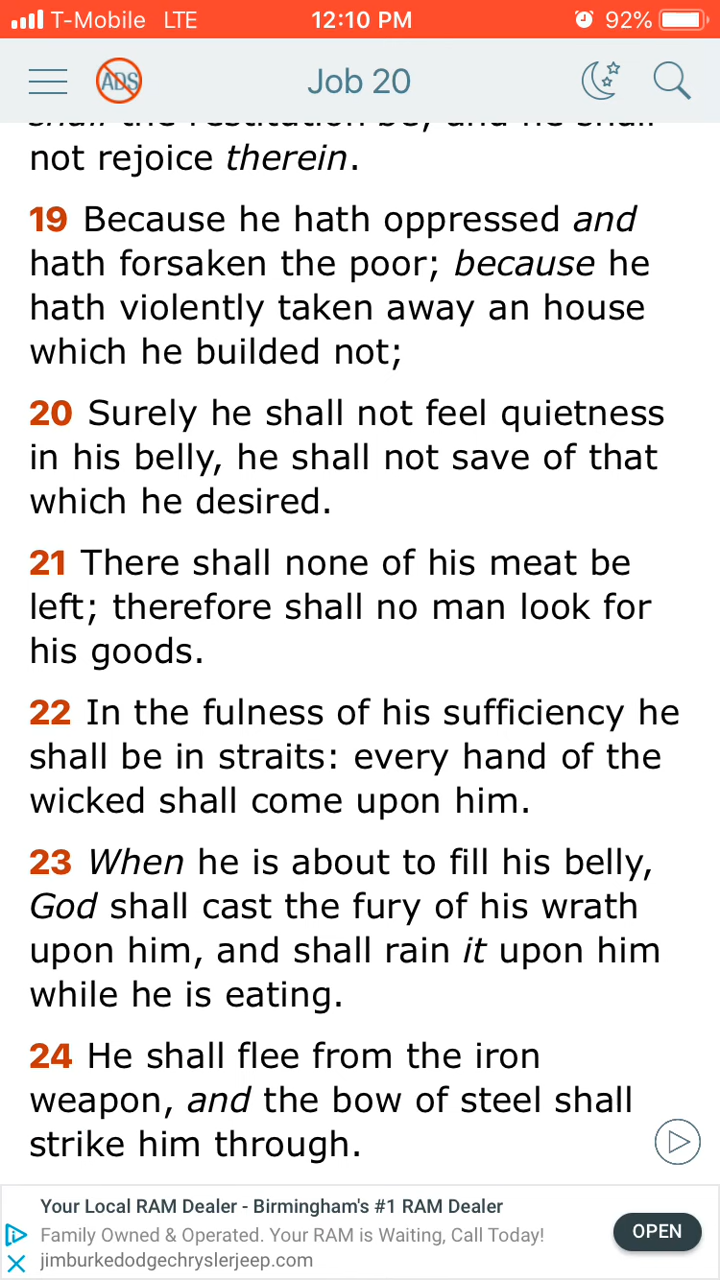 T-Mobile LTE 12:10 PM 92%
ADS Job 20
shall the restitution be, and he shall
not rejoice therein.
19 Because he hath oppressed and
hath forsaken the poor; because he
hath violently taken away an house
which he builded not;
20 Surely he shall not feel quietness
in his belly, he shall not save of that
which he desired.
21 There shall none of his meat be
left; therefore shall no man look for
his goods.
22 In the fulness of his sufficiency he
shall be in straits: every hand of the
wicked shall come upon him.
23 When he is about to fill his belly,
God shall cast the fury of his wrath
upon him, and shall rain it upon him
while he is eating.
24 He shall flee from the iron
weapon, and the bow of steel shall
strike him through.
Your Local RAM Dealer - Birmingham's #1 RAM Dealer
Family Owned & Operated. Your RAM is Waiting, Call Today!
jimburkedodgechryslerjeep.com
OPEN